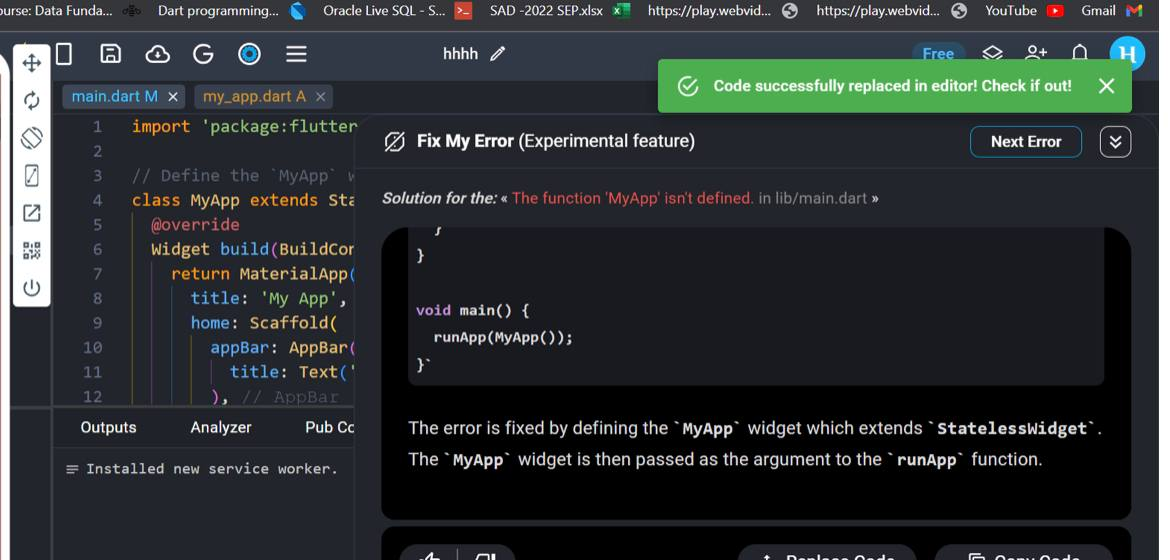 ourse: Data Funda... Dart programming... Oracle Live SQL - S... SAD -2022 SEP.xlsx https://play.webvid... https://play.webvid... YouTube Gmail
hhhh Free H
Code successfully replaced in editor! Check if out!
main.dart M × my_app.dart A ×
Fix My Error (Experimental feature) Next Error
Solution for the: « The function 'MyApp' isn't defined. in lib/main.dart »
1 import 'package:flutter
2
3 // Define the `MyApp` w
4 class MyApp extends Sta
5 @override
6 Widget build(BuildCon
7 return MaterialApp(
8 title: 'My App',
9 home: Scaffold(
10 appBar: AppBar(
11 title: Text('
12 ), // AppBar
}
}
void main() {
runApp(MyApp());
}`
The error is fixed by defining the `MyApp` widget which extends `StatelessWidget`.
The `MyApp` widget is then passed as the argument to the `runApp` function.
Outputs Analyzer Pub Co
Installed new service worker.
Replace Code Copy Code